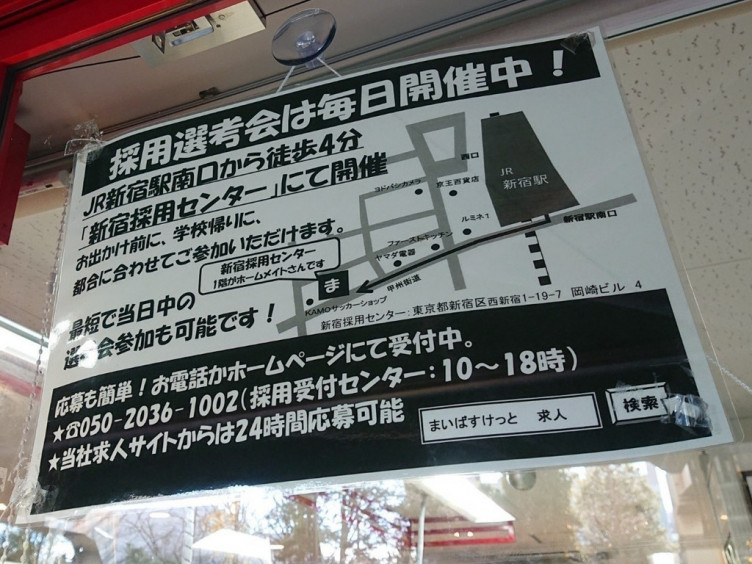 採用選考会は毎日開催中！
JR新宿駅南口から徒歩4分
「新宿採用センター」にて開催
お出かけ前に、学校帰りに、
都合に合わせてご参加いただけます。
最短で当日中の
選考会参加も可能です！
新宿採用センター
1階がホームメイトさんです
西口
JR
新宿駅
ヨドバシカメラ
京王百貨店
ルミネ1
新宿駅南口
ファーストキッチン
ヤマダ電器
甲州街道
ま
KAMOサッカーショップ
新宿採用センター：東京都新宿区西新宿1-19-7 岡崎ビル 4
応募も簡単！お電話かホームページにて受付中。
★☎050-2036-1002（採用受付センター：10～18時）
★当社求人サイトからは24時間応募可能
まいばすけっと 求人
検索